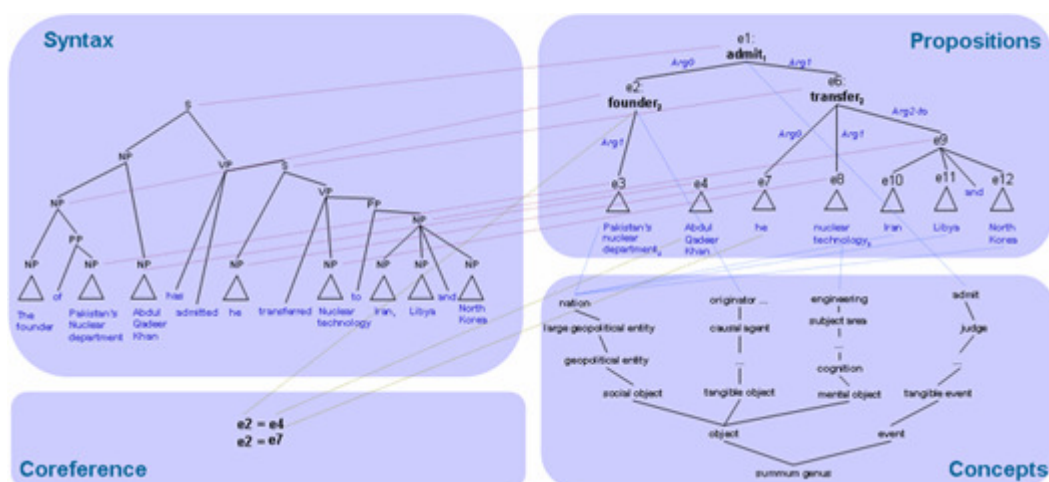 Syntax
S
NP
VP
S
NP
VP
PP
PP
NP
NP
NP
NP
NP
NP
NP
NP
NP
The founder
of
Pakistan's Nuclear department
Abdul Qadeer Khan
has
admitted
he
transferred
Nuclear technology
to
Iran,
Libya
and
North Korea
Propositions
e1:
admit₁
Arg0
Arg1
e2:
founder₂
e6:
transfer₂
Arg1
Arg0
Arg1
Arg2-to
e9
e3
e4
e7
e8
e10
e11
and
e12
Pakistan's nuclear department
Abdul Qadeer Khan
he
nuclear technology
Iran
Libya
North Korea
Coreference
e2 = e4
e2 = e7
nation
originator ...
engineering
admit
large geopolitical entity
causal agent
subject area
judge
geopolitical entity
...
...
...
cognition
social object
tangible object
mental object
tangible event
object
event
summum genus
Concepts